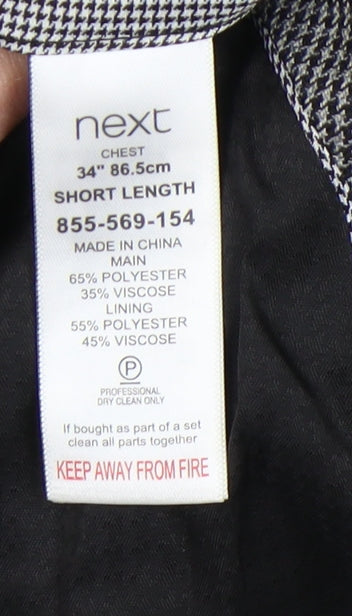 next
CHEST
34" 86.5cm
SHORT LENGTH
855-569-154
MADE IN CHINA
MAIN
65% POLYESTER
35% VISCOSE
LINING
55% POLYESTER
45% VISCOSE
P
PROFESSIONAL
DRY CLEAN ONLY
If bought as part of a set
clean all parts together
KEEP AWAY FROM FIRE